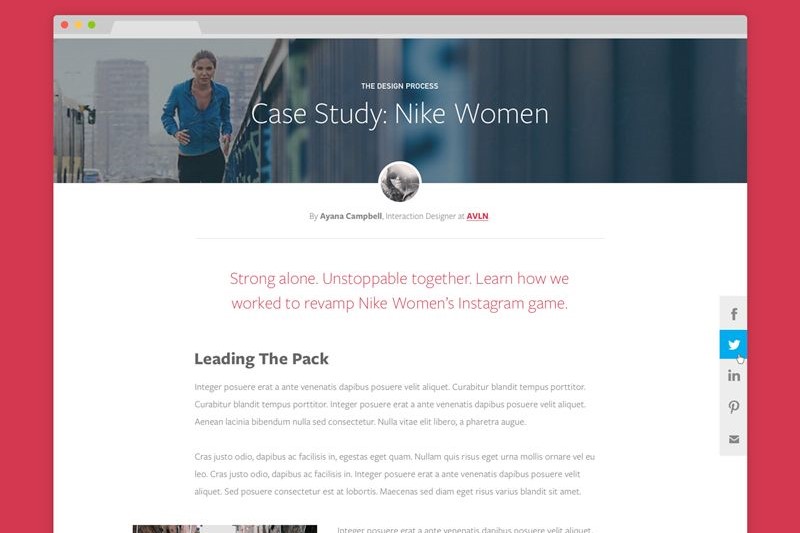 THE DESIGN PROCESS
Case Study: Nike Women
By Ayana Campbell, Interaction Designer at AVLN
Strong alone. Unstoppable together. Learn how we
worked to revamp Nike Women's Instagram game.
Leading The Pack
Integer posuere erat a ante venenatis dapibus posuere velit aliquet. Curabitur blandit tempus porttitor.
Curabitur blandit tempus porttitor. Integer posuere erat a ante venenatis dapibus posuere velit aliquet.
Aenean lacinia bibendum nulla sed consectetur. Nulla vitae elit libero, a pharetra augue.
Cras justo odio, dapibus ac facilisis in, egestas eget quam. Nullam quis risus eget urna mollis ornare vel eu
leo. Cras justo odio, dapibus ac facilisis in. Integer posuere erat a ante venenatis dapibus posuere velit
aliquet. Sed posuere consectetur est at lobortis. Maecenas sed diam eget risus varius blandit sit amet.
Integer posuere erat a ante venenatis dapibus posuere velit aliquet.